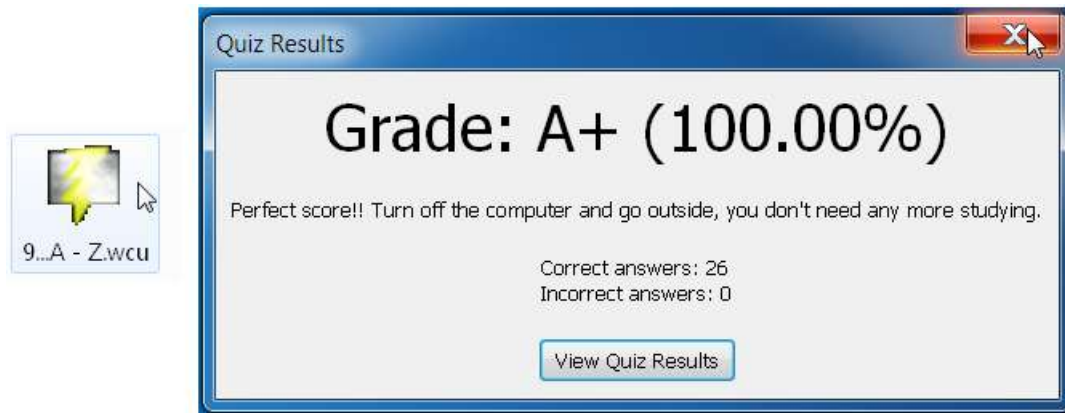 9...A - Z.wcu
Quiz Results
X
Grade: A+ (100.00%)
Perfect score!! Turn off the computer and go outside, you don't need any more studying.
Correct answers: 26
Incorrect answers: 0
View Quiz Results